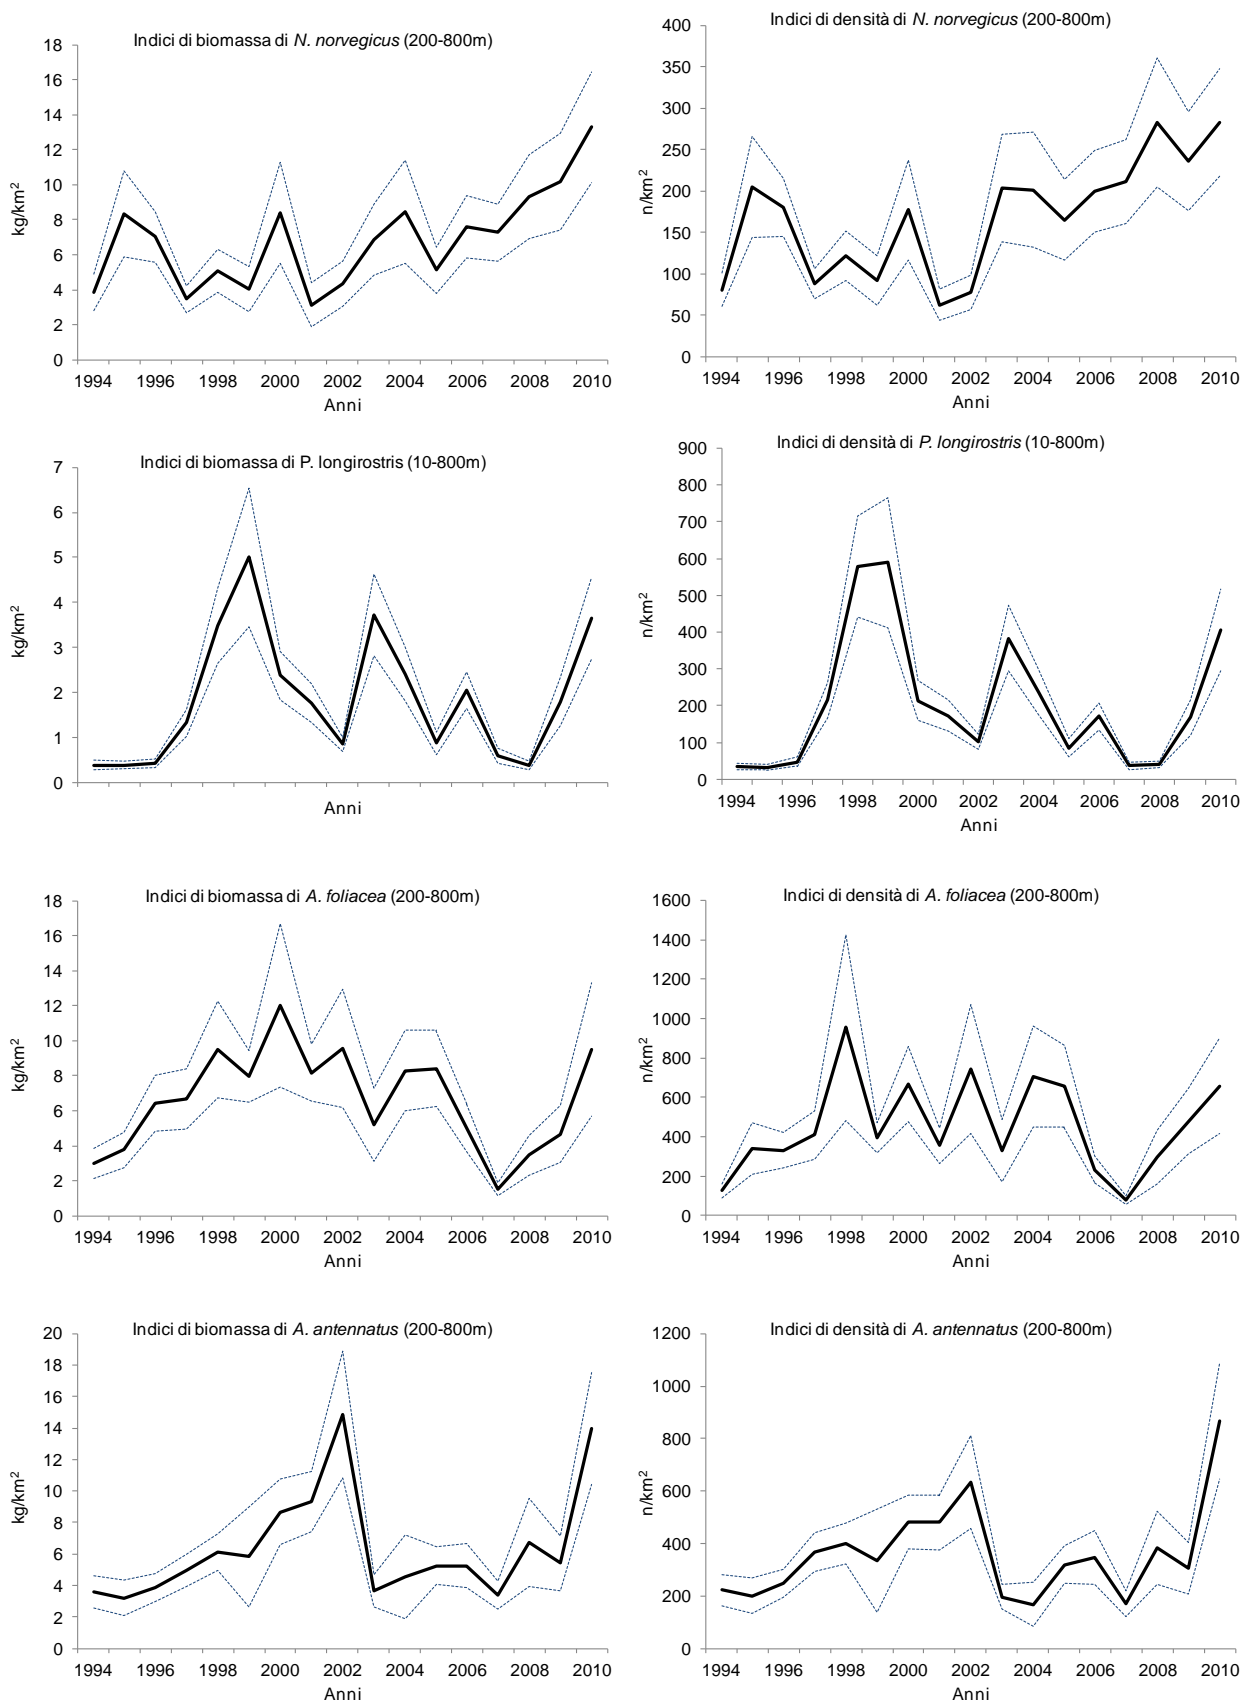 Indici di biomassa di N. norvegicus (200-800m)
18
16
14
12
10
8
6
4
2
0
kg/km²
1994 1996 1998 2000 2002 2004 2006 2008 2010
Anni
Indici di densità di N. norvegicus (200-800m)
400
350
300
250
200
150
100
50
0
n/km²
1994 1996 1998 2000 2002 2004 2006 2008 2010
Anni
Indici di biomassa di P. longirostris (10-800m)
7
6
5
4
3
2
1
0
kg/km²
Anni
Indici di densità di P. longirostris (10-800m)
900
800
700
600
500
400
300
200
100
0
n/km²
1994 1996 1998 2000 2002 2004 2006 2008 2010
Anni
Indici di biomassa di A. foliacea (200-800m)
18
16
14
12
10
8
6
4
2
0
kg/km²
1994 1996 1998 2000 2002 2004 2006 2008 2010
Anni
Indici di densità di A. foliacea (200-800m)
1600
1400
1200
1000
800
600
400
200
0
n/km²
1994 1996 1998 2000 2002 2004 2006 2008 2010
Anni
Indici di biomassa di A. antennatus (200-800m)
20
18
16
14
12
10
8
6
4
2
0
kg/km²
1994 1996 1998 2000 2002 2004 2006 2008 2010
Anni
Indici di densità di A. antennatus (200-800m)
1200
1000
800
600
400
200
0
n/km²
1994 1996 1998 2000 2002 2004 2006 2008 2010
Anni